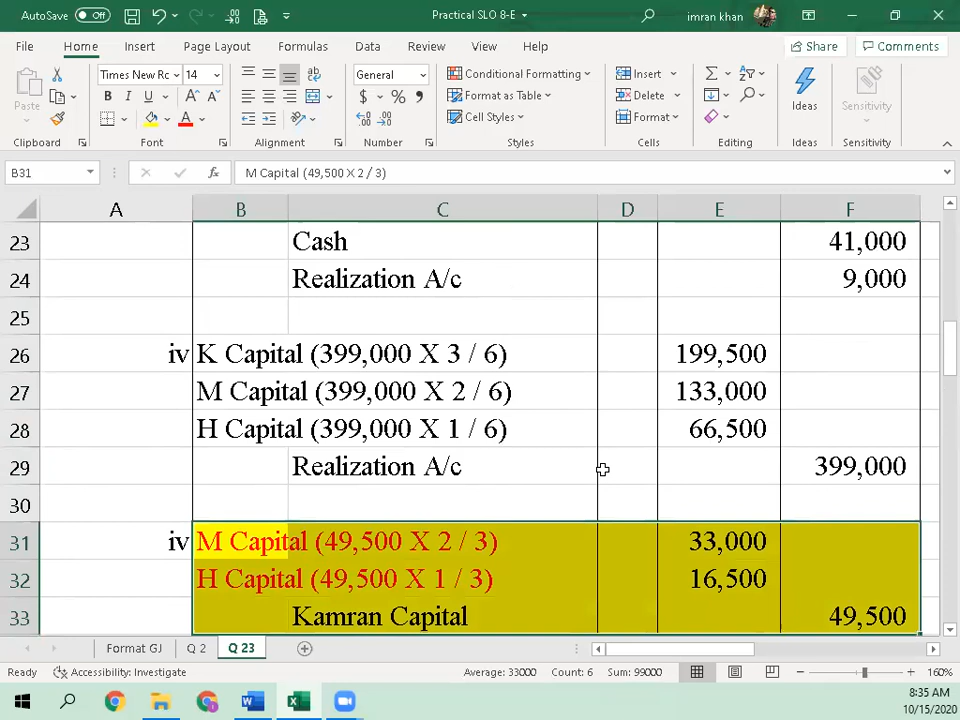 AutoSave Off Practical SLO 8-E imran khan
File Home Insert Page Layout Formulas Data Review View Help Share Comments
Paste Times New Rc 14 General Conditional Formatting Insert Ideas Sensitivity
B I U A A $ % 9 Format as Table Delete
A Cell Styles Format
Clipboard Font Alignment Number Styles Cells Editing Ideas Sensitivity
B31 fx M Capital (49,500 X 2 / 3)
A B C D E F
23 Cash 41,000
24 Realization A/c 9,000
25
26 iv K Capital (399,000 X 3 / 6) 199,500
27 M Capital (399,000 X 2 / 6) 133,000
28 H Capital (399,000 X 1 / 6) 66,500
29 Realization A/c 399,000
30
31 iv M Capital (49,500 X 2 / 3) 33,000
32 H Capital (49,500 X 1 / 3) 16,500
33 Kamran Capital 49,500
Format GJ Q 2 Q 23
Ready Accessibility: Investigate Average: 33000 Count: 6 Sum: 99000 160%
8:35 AM
10/15/2020